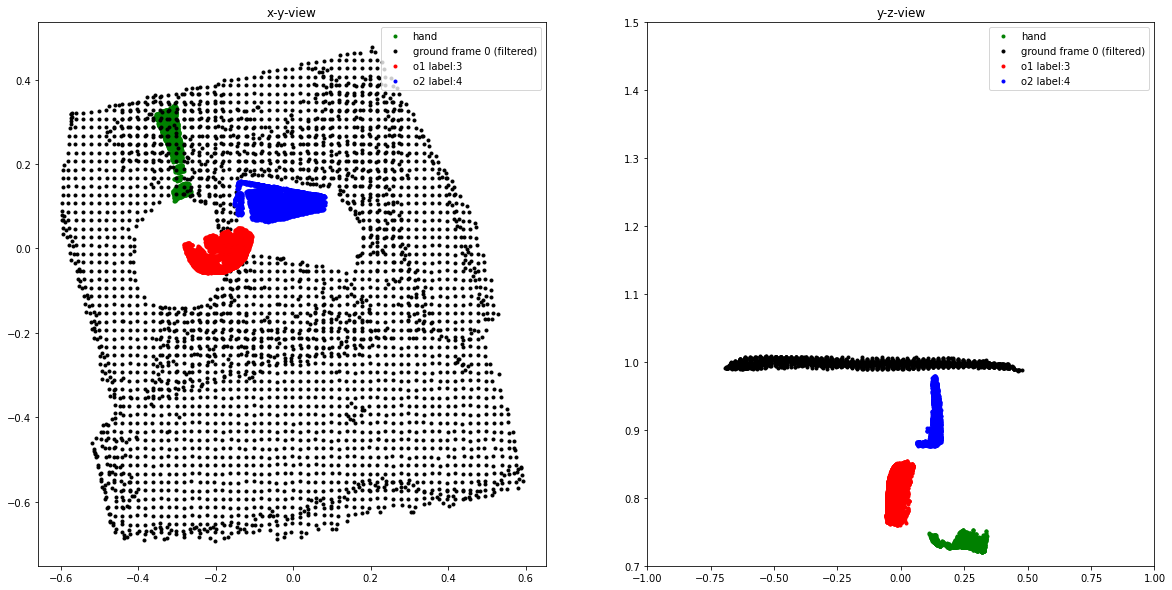 x-y-view
hand
ground frame 0 (filtered)
o1 label:3
o2 label:4
0.4
0.2
0.0
−0.2
−0.4
−0.6
−0.6 −0.4 −0.2 0.0 0.2 0.4 0.6
y-z-view
hand
ground frame 0 (filtered)
o1 label:3
o2 label:4
1.5
1.4
1.3
1.2
1.1
1.0
0.9
0.8
0.7
−1.00 −0.75 −0.50 −0.25 0.00 0.25 0.50 0.75 1.00